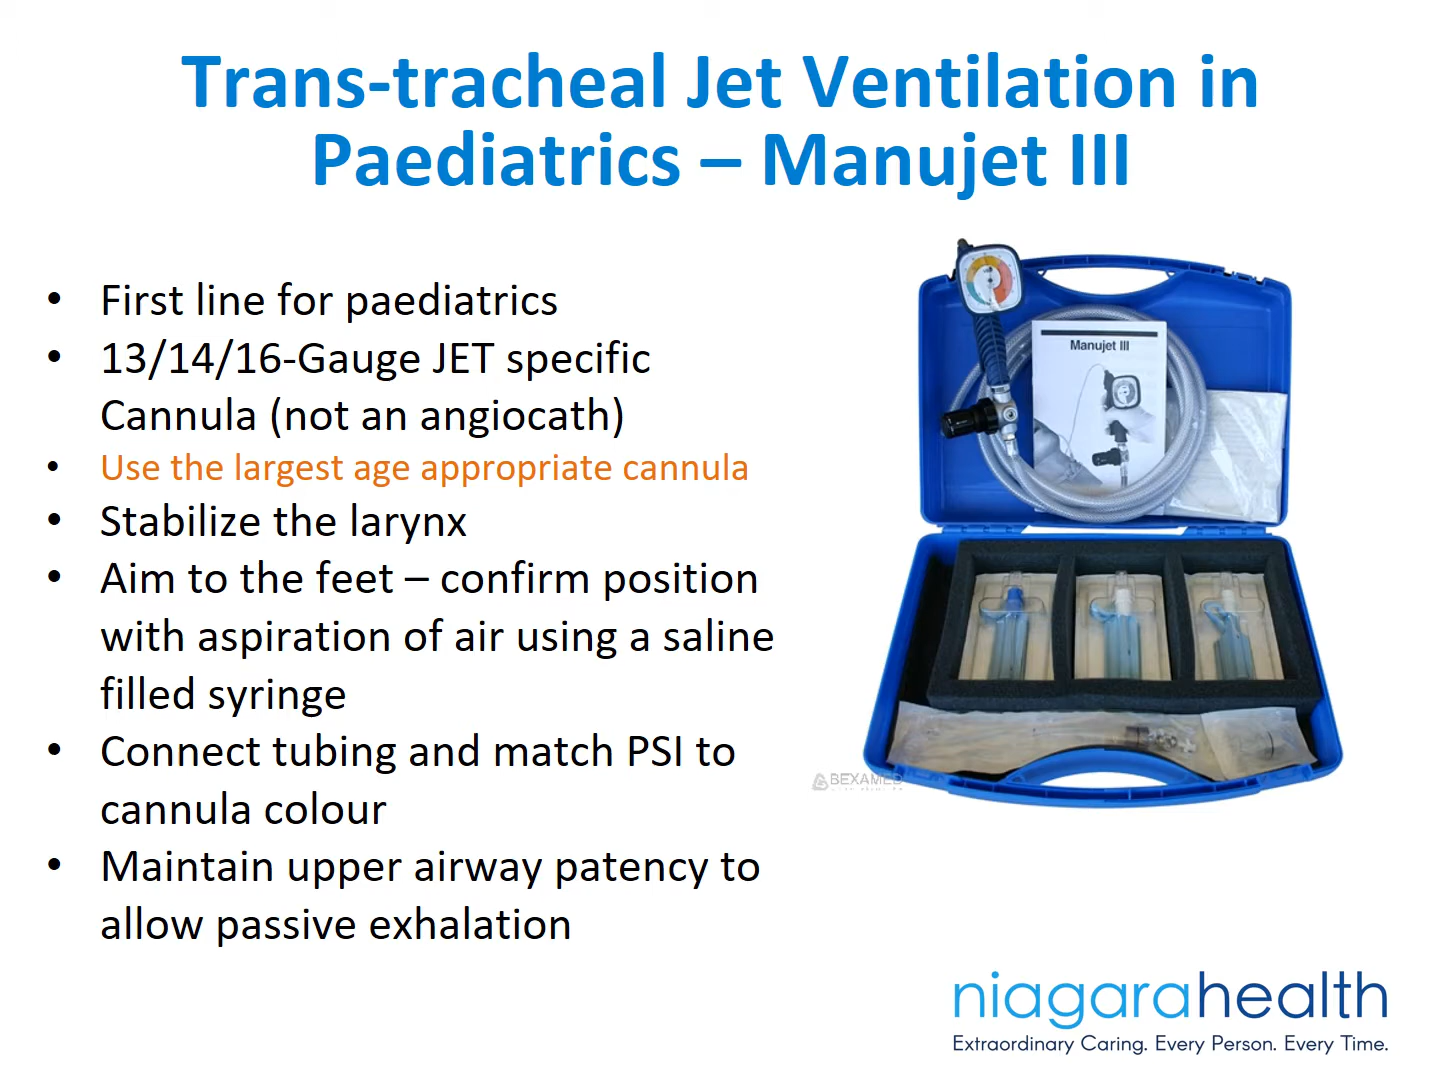 Trans-tracheal Jet Ventilation in
Paediatrics – Manujet III
• First line for paediatrics
• 13/14/16-Gauge JET specific
Cannula (not an angiocath)
• Use the largest age appropriate cannula
• Stabilize the larynx
• Aim to the feet – confirm position
with aspiration of air using a saline
filled syringe
• Connect tubing and match PSI to
cannula colour
• Maintain upper airway patency to
allow passive exhalation
Manujet III
BEXAMED
niagarahealth
Extraordinary Caring. Every Person. Every Time.